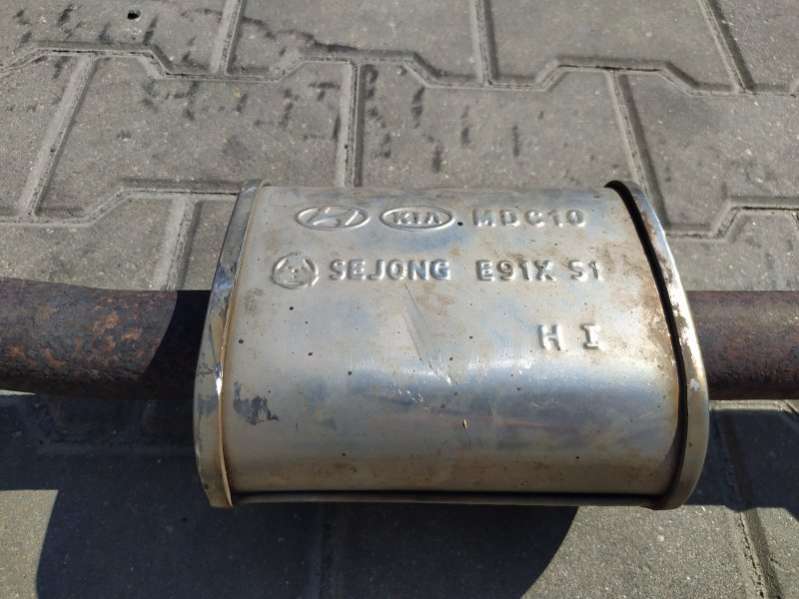 KIA MDC10
SEJONG E91X S1
H I